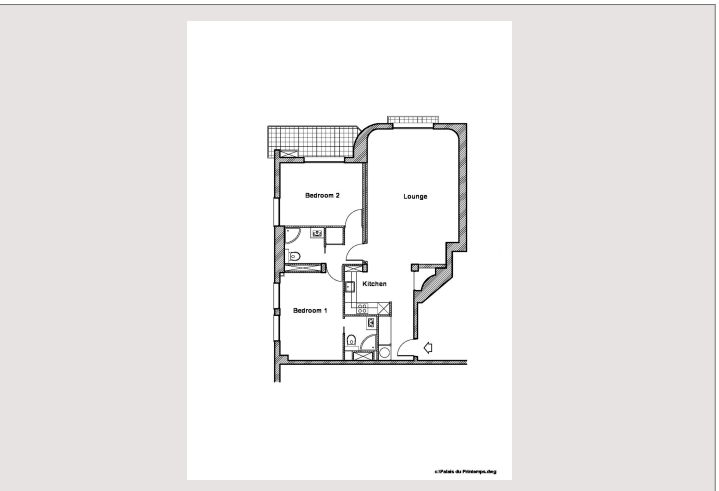 Bedroom 2
Lounge
Kitchen
Bedroom 1
c:\Palais du Printemps.dwg